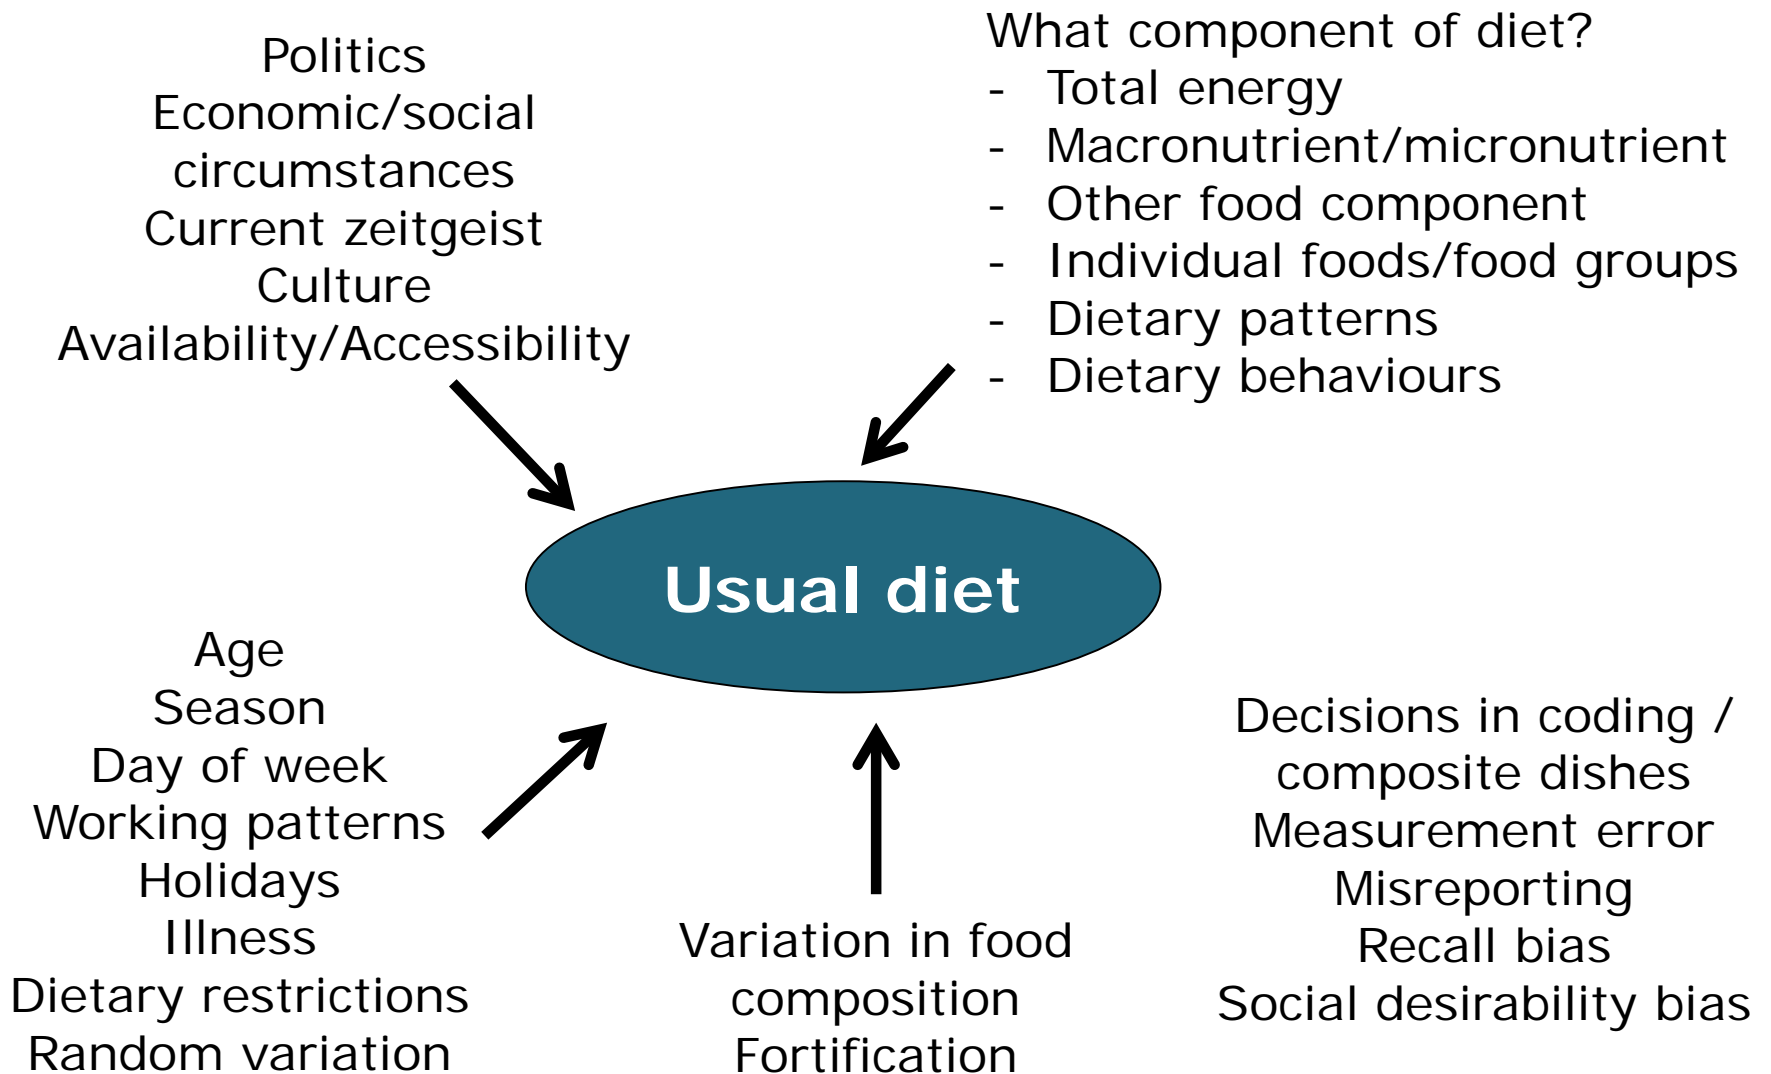 Politics
Economic/social
circumstances
Current zeitgeist
Culture
Availability/Accessibility
What component of diet?
- Total energy
- Macronutrient/micronutrient
- Other food component
- Individual foods/food groups
- Dietary patterns
- Dietary behaviours
Usual diet
Age
Season
Day of week
Working patterns
Holidays
Illness
Dietary restrictions
Random variation
Variation in food
composition
Fortification
Decisions in coding /
composite dishes
Measurement error
Misreporting
Recall bias
Social desirability bias